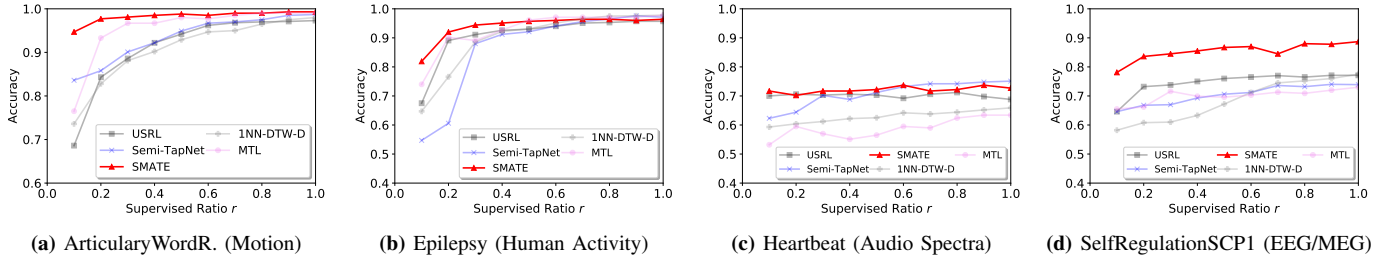 Accuracy
1.0
0.9
0.8
0.7
0.6
0.0 0.2 0.4 0.6 0.8 1.0
Supervised Ratio r
USRL
Semi-TapNet
SMATE
1NN-DTW-D
MTL
(a) ArticularyWordR. (Motion)
Accuracy
1.0
0.9
0.8
0.7
0.6
0.5
0.4
0.0 0.2 0.4 0.6 0.8 1.0
Supervised Ratio r
USRL
Semi-TapNet
SMATE
1NN-DTW-D
MTL
(b) Epilepsy (Human Activity)
Accuracy
1.0
0.9
0.8
0.7
0.6
0.5
0.4
0.0 0.2 0.4 0.6 0.8 1.0
Supervised Ratio r
USRL
Semi-TapNet
SMATE
1NN-DTW-D
MTL
(c) Heartbeat (Audio Spectra)
Accuracy
1.0
0.9
0.8
0.7
0.6
0.5
0.4
0.0 0.2 0.4 0.6 0.8 1.0
Supervised Ratio r
USRL
Semi-TapNet
SMATE
1NN-DTW-D
MTL
(d) SelfRegulationSCP1 (EEG/MEG)